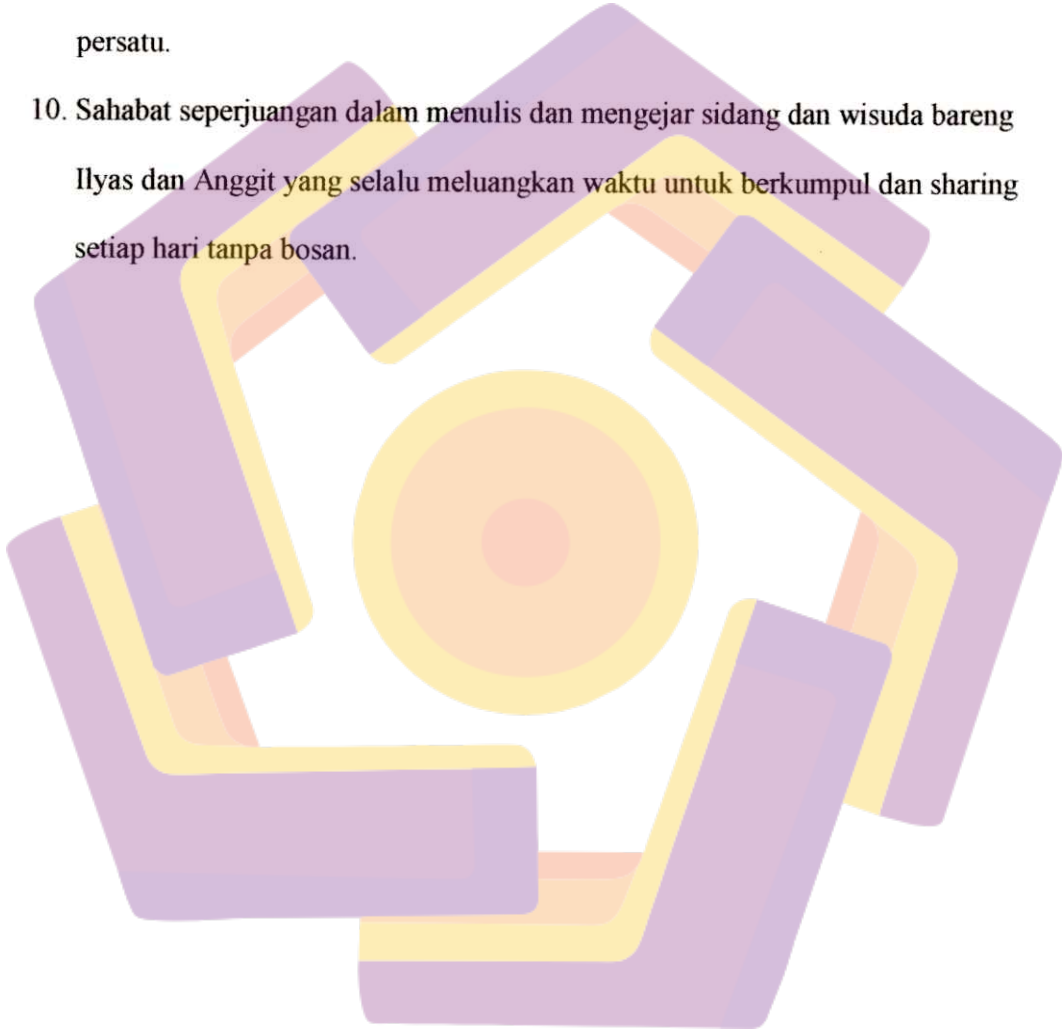 persatu.
10. Sahabat seperjuangan dalam menulis dan mengejar sidang dan wisuda bareng
Ilyas dan Anggit yang selalu meluangkan waktu untuk berkumpul dan sharing
setiap hari tanpa bosan.